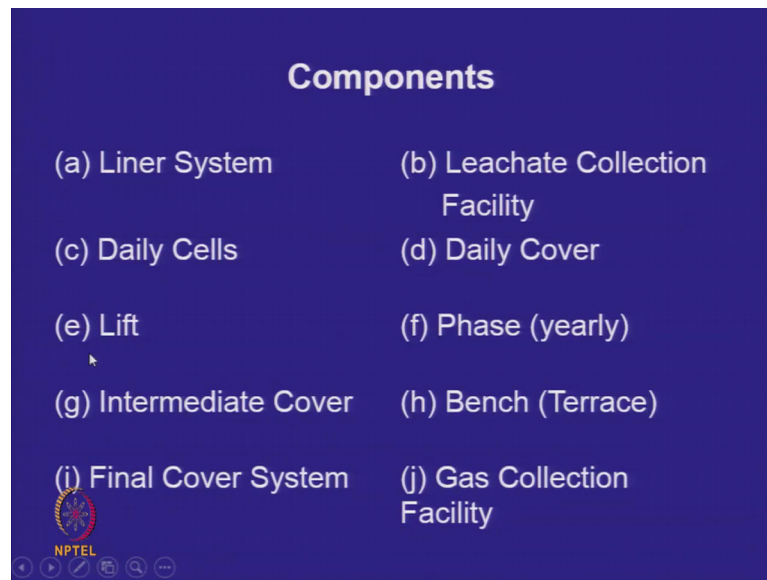 Components
(a) Liner System
(b) Leachate Collection
Facility
(c) Daily Cells
(d) Daily Cover
(e) Lift
(f) Phase (yearly)
(g) Intermediate Cover
(h) Bench (Terrace)
(i) Final Cover System
(j) Gas Collection
Facility
NPTEL